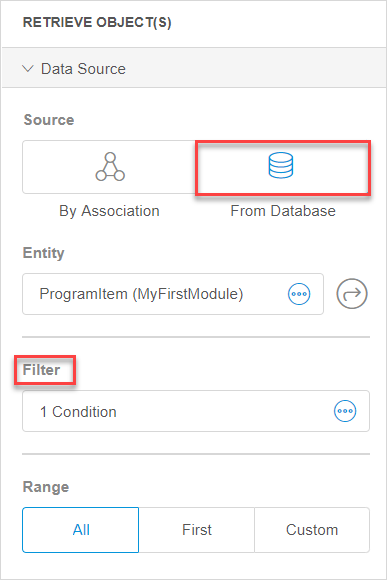 RETRIEVE OBJECT(S)
Data Source
Source
By Association
From Database
Entity
ProgramItem (MyFirstModule)
Filter
1 Condition
Range
All First Custom